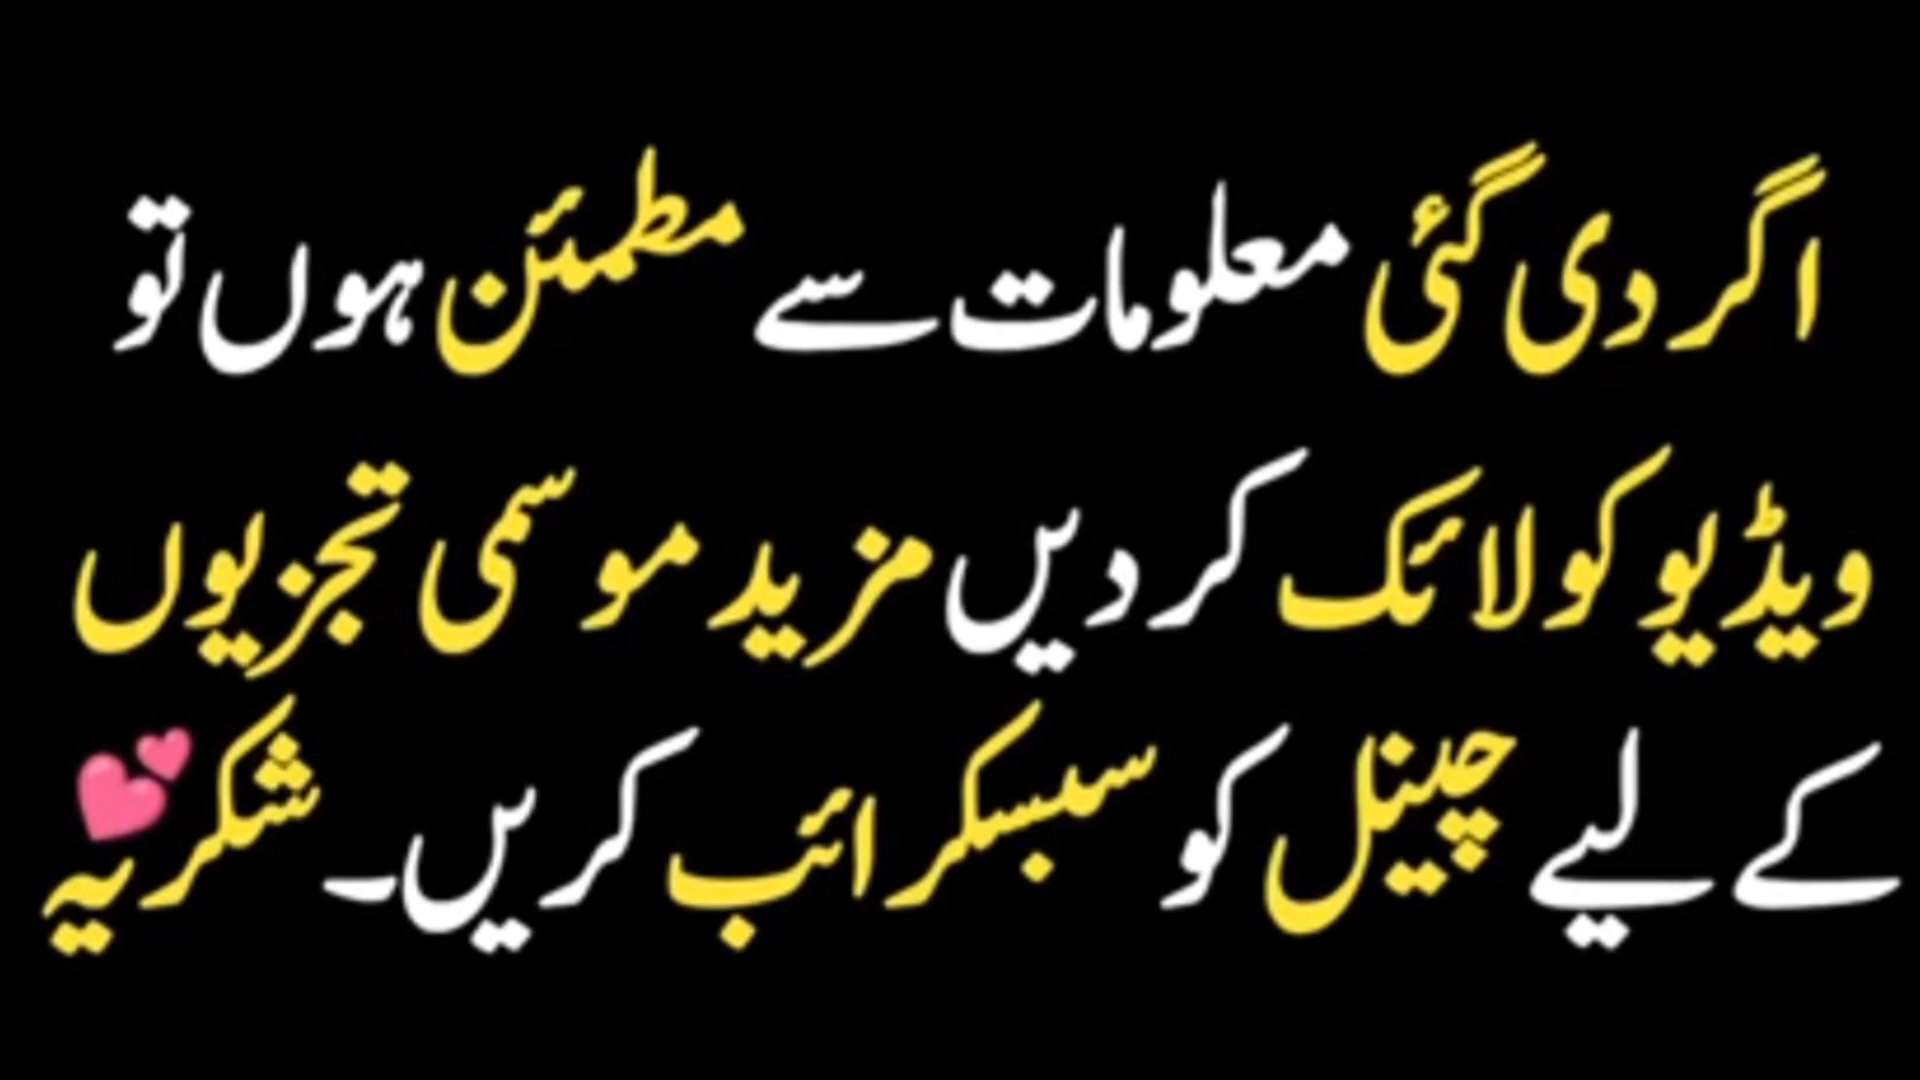 اگر دی گئی معلومات سے مطمئن ہوں تو
ویڈیو کو لائک کر دیں مزید موسمی تجزیوں
کے لیے چینل کو سبسکرائب کریں۔ شکریہ 💕